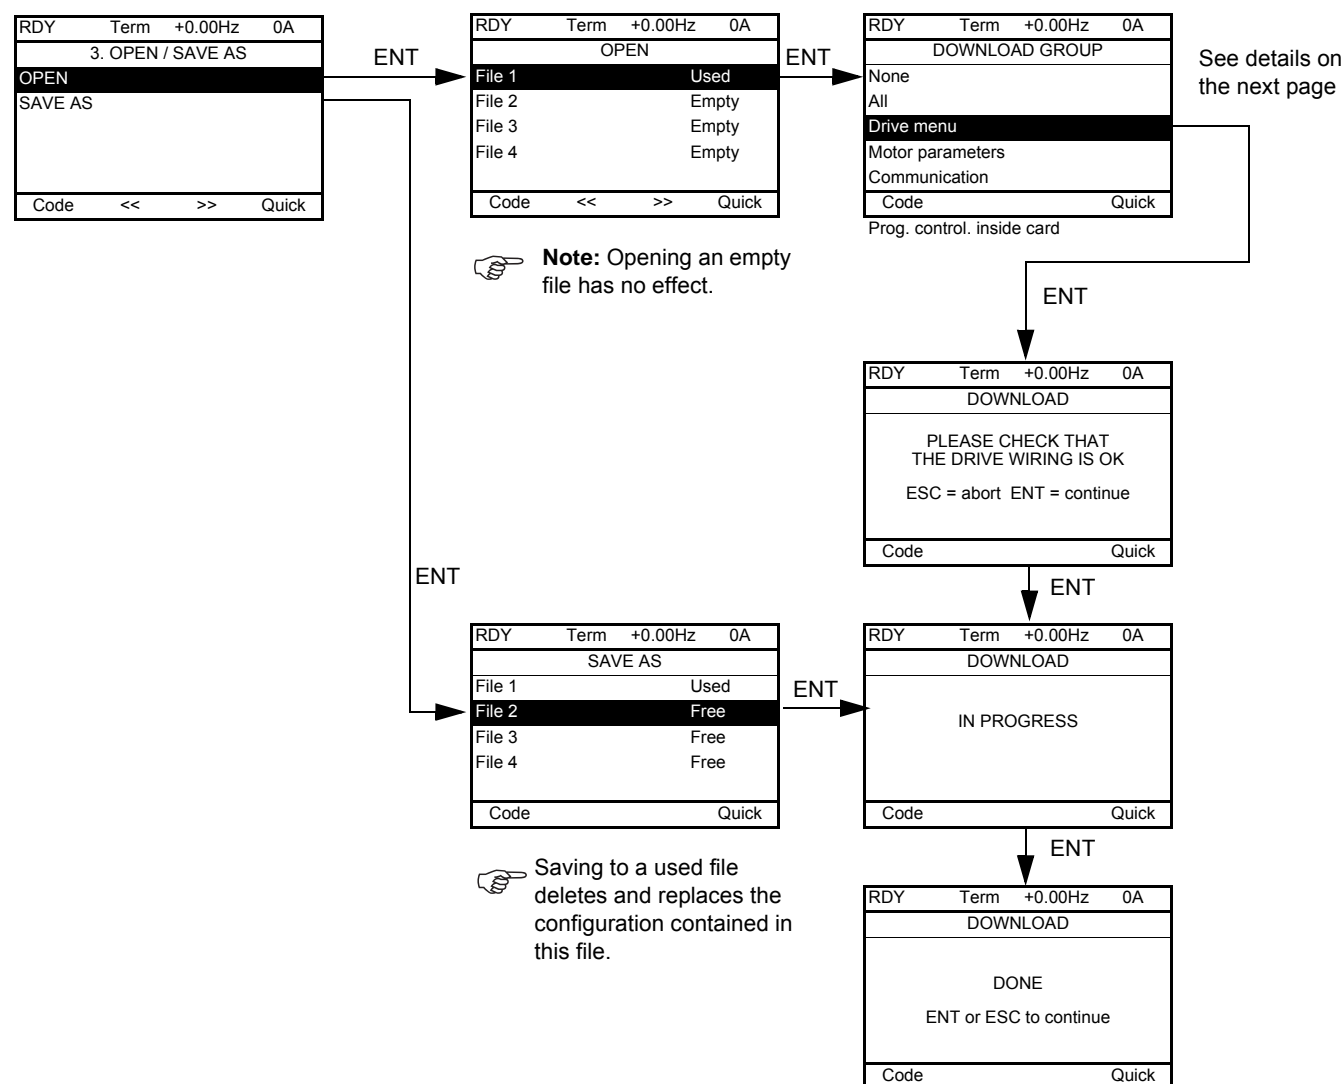 RDY Term +0.00Hz 0A
3. OPEN / SAVE AS
OPEN
SAVE AS
Code << >> Quick
ENT
RDY Term +0.00Hz 0A
OPEN
File 1 Used
File 2 Empty
File 3 Empty
File 4 Empty
Code << >> Quick
Note: Opening an empty
file has no effect.
ENT
RDY Term +0.00Hz 0A
DOWNLOAD GROUP
None
All
Drive menu
Motor parameters
Communication
Code Quick
Prog. control. inside card
See details on
the next page
ENT
RDY Term +0.00Hz 0A
DOWNLOAD
PLEASE CHECK THAT
THE DRIVE WIRING IS OK
ESC = abort ENT = continue
Code Quick
ENT
ENT
RDY Term +0.00Hz 0A
SAVE AS
File 1 Used
File 2 Free
File 3 Free
File 4 Free
Code Quick
Saving to a used file
deletes and replaces the
configuration contained in
this file.
ENT
RDY Term +0.00Hz 0A
DOWNLOAD
IN PROGRESS
Code Quick
ENT
RDY Term +0.00Hz 0A
DOWNLOAD
DONE
ENT or ESC to continue
Code Quick